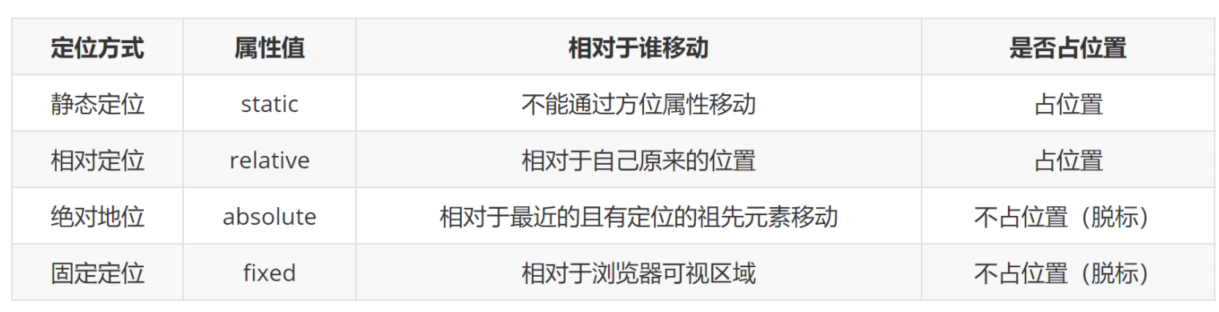 定位方式 属性值 相对于谁移动 是否占位置
静态定位 static 不能通过方位属性移动 占位置
相对定位 relative 相对于自己原来的位置 占位置
绝对地位 absolute 相对于最近的且有定位的祖先元素移动 不占位置（脱标）
固定定位 fixed 相对于浏览器可视区域 不占位置（脱标）